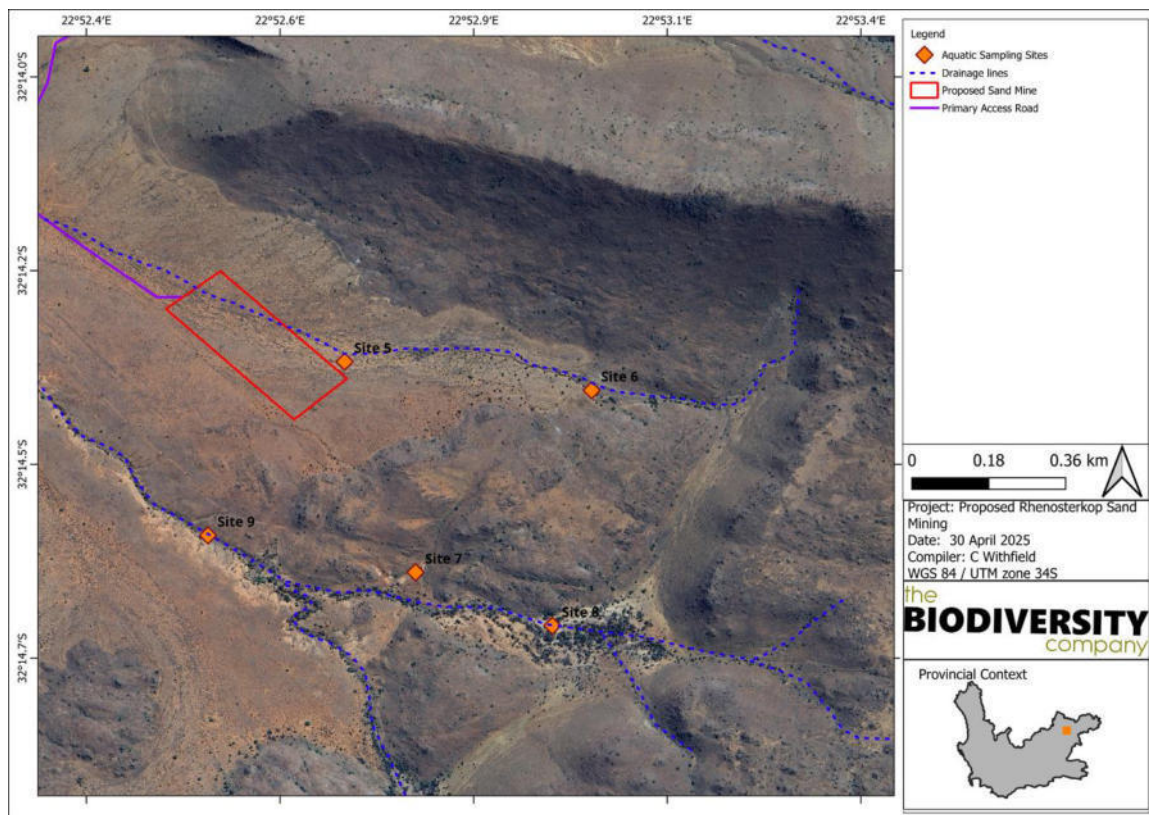 22°52.4'E 22°52.6'E 22°52.9'E 22°53.1'E 22°53.4'E
32°14.0'S
32°14.2'S
32°14.5'S
32°14.7'S
Site 5
Site 6
Site 9
Site 7
Site 8
Legend
Aquatic Sampling Sites
Drainage lines
Proposed Sand Mine
Primary Access Road
0 0.18 0.36 km
Project: Proposed Rhenosterkop Sand
Mining
Date: 30 April 2025
Compiler: C Withfield
WGS 84 / UTM zone 34S
the
BIODIVERSITY
company
Provincial Context